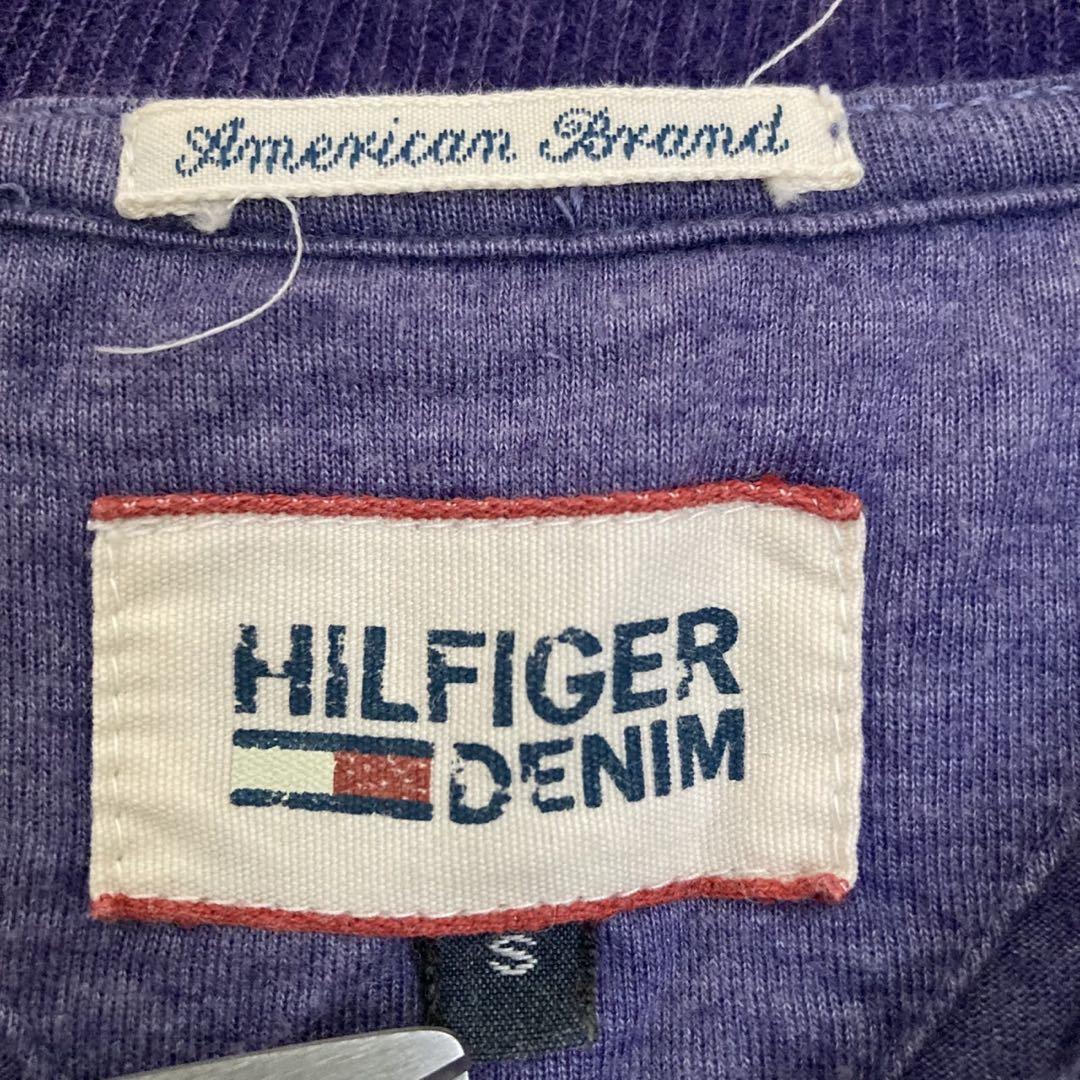 American Brand
HILFIGER
DENIM
S